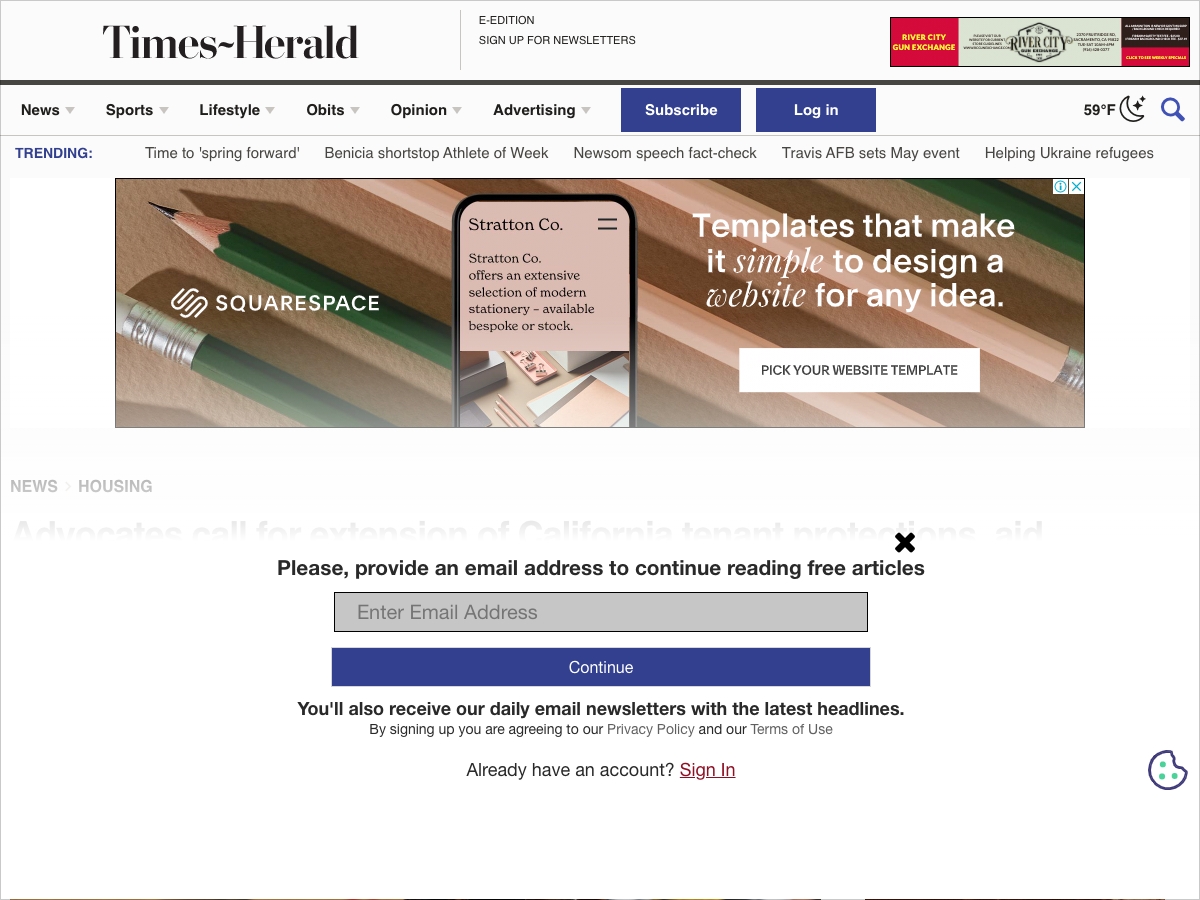 Times-Herald
E-EDITION
SIGN UP FOR NEWSLETTERS
RIVER CITY
GUN EXCHANGE
RIVER CITY
CLICK TO SEE WEEKLY SPECIALS
News Sports Lifestyle Obits Opinion Advertising Subscribe Log in 59°F
TRENDING: Time to 'spring forward' Benicia shortstop Athlete of Week Newsom speech fact-check Travis AFB sets May event Helping Ukraine refugees
SQUARESPACE
Stratton Co.
Stratton Co.
offers an extensive
selection of modern
stationery – available
bespoke or stock.
Templates that make
it simple to design a
website for any idea.
PICK YOUR WEBSITE TEMPLATE
NEWS > HOUSING
Advocates call for extension of California tenant protections, aid
Please, provide an email address to continue reading free articles
Enter Email Address
Continue
You'll also receive our daily email newsletters with the latest headlines.
By signing up you are agreeing to our Privacy Policy and our Terms of Use
Already have an account? Sign In